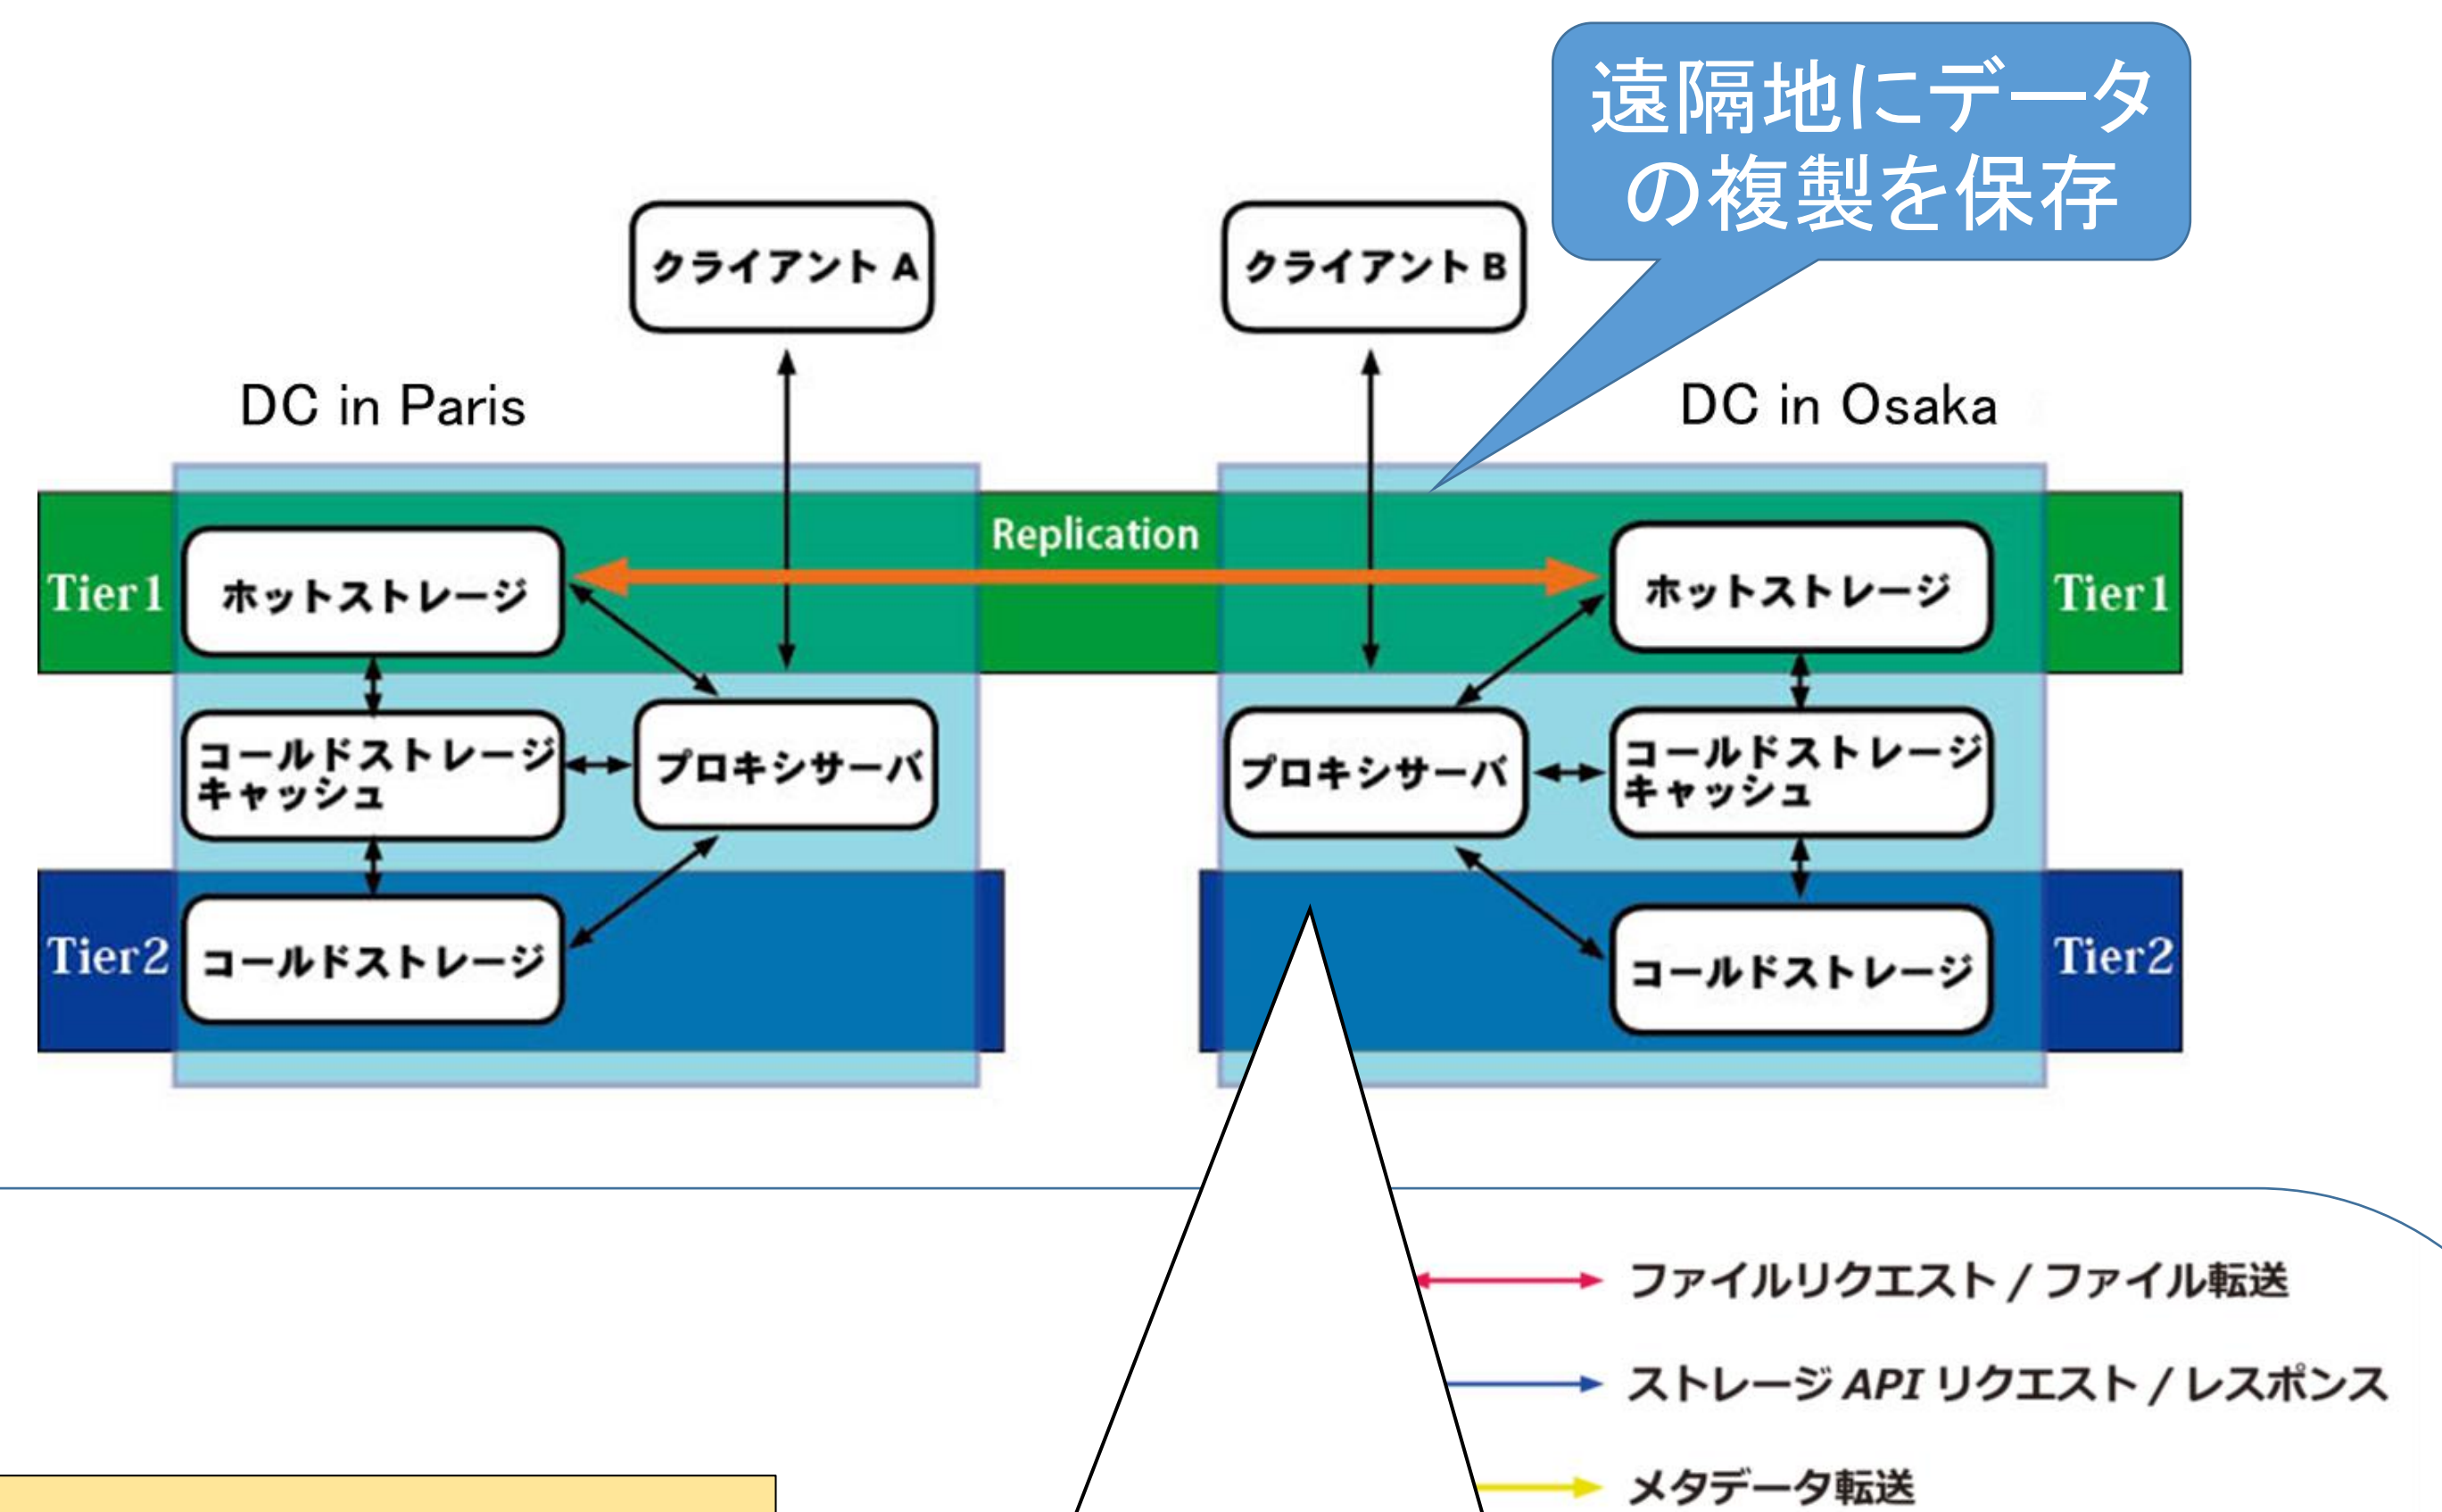 遠隔地にデータ
の複製を保存
クライアント A
クライアント B
DC in Paris
DC in Osaka
Replication
Tier1
ホットストレージ
ホットストレージ
Tier1
コールドストレージ
キャッシュ
プロキシサーバ
プロキシサーバ
コールドストレージ
キャッシュ
Tier2
コールドストレージ
コールドストレージ
Tier2
ファイルリクエスト / ファイル転送
ストレージ API リクエスト / レスポンス
メタデータ転送